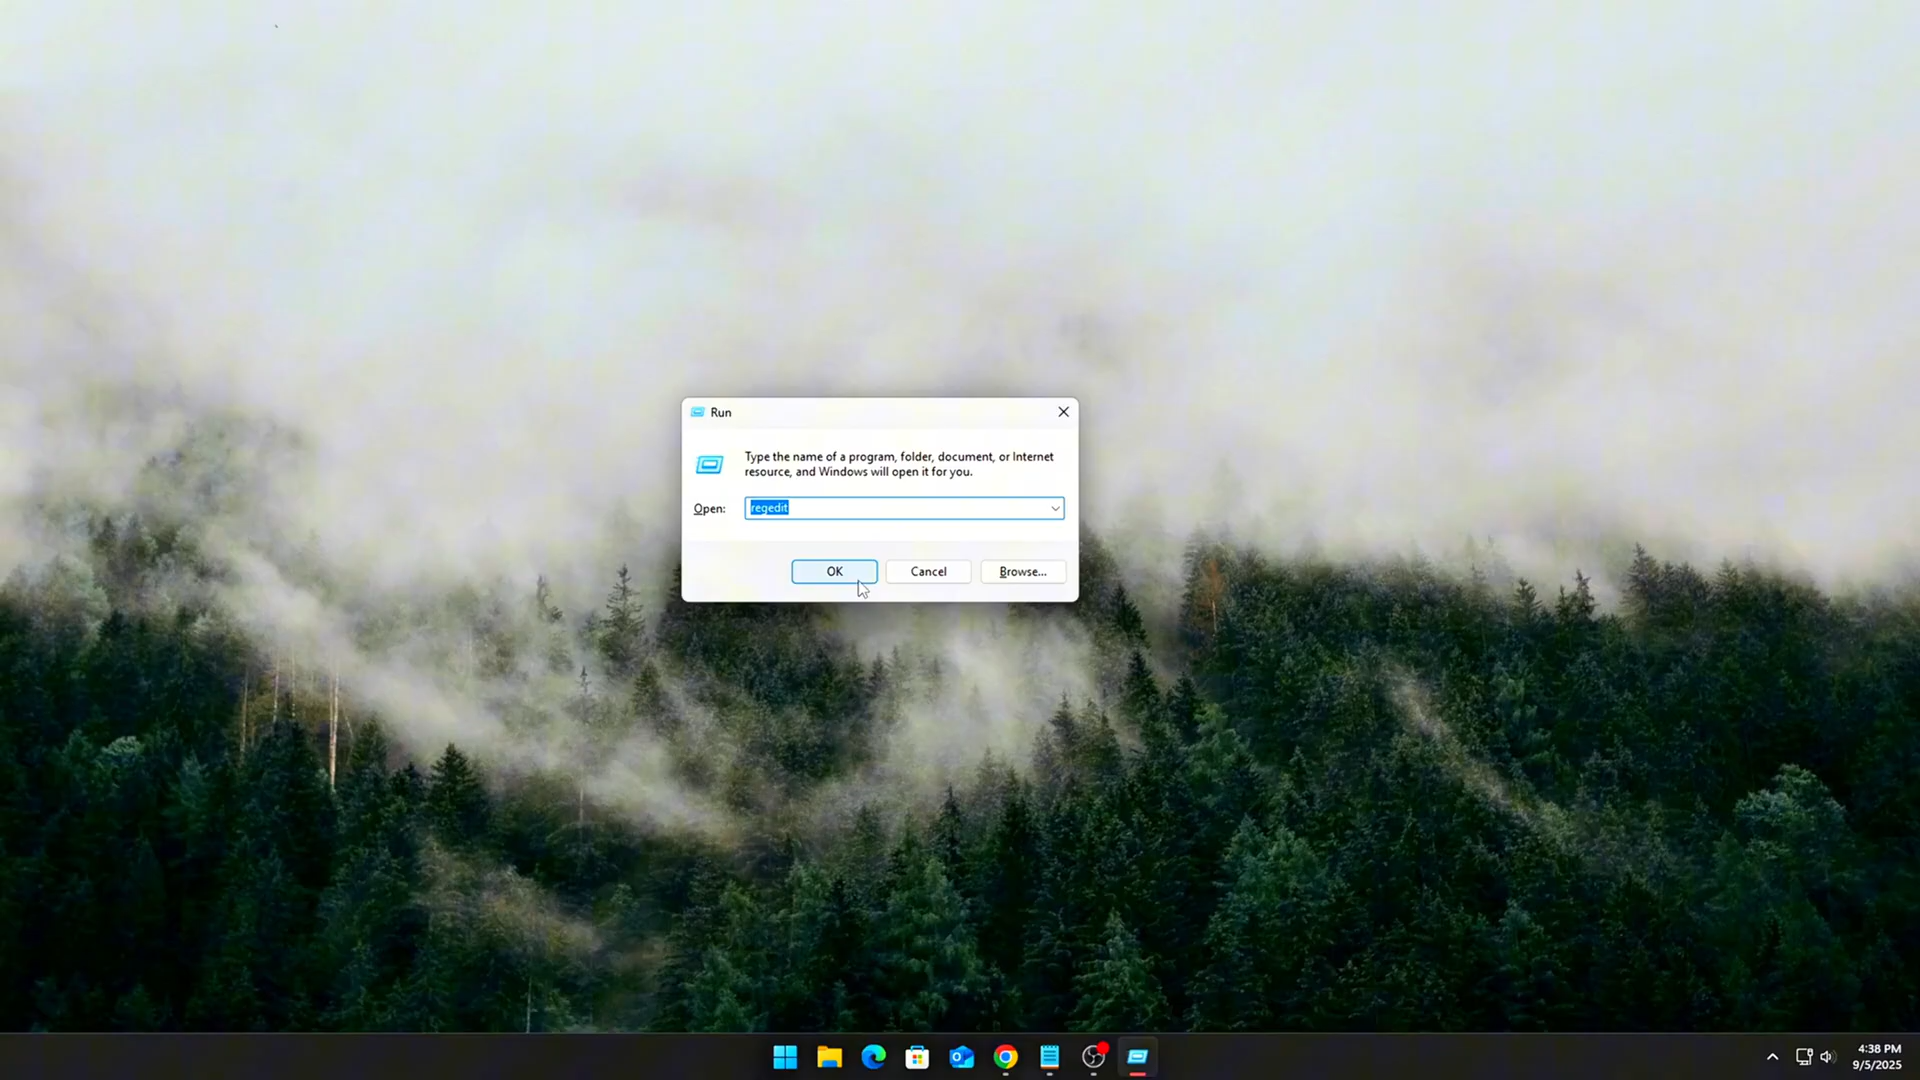 Run
Type the name of a program, folder, document, or Internet
resource, and Windows will open it for you.
Open:
regedit
OK
Cancel
Browse...
4:38 PM
9/5/2025